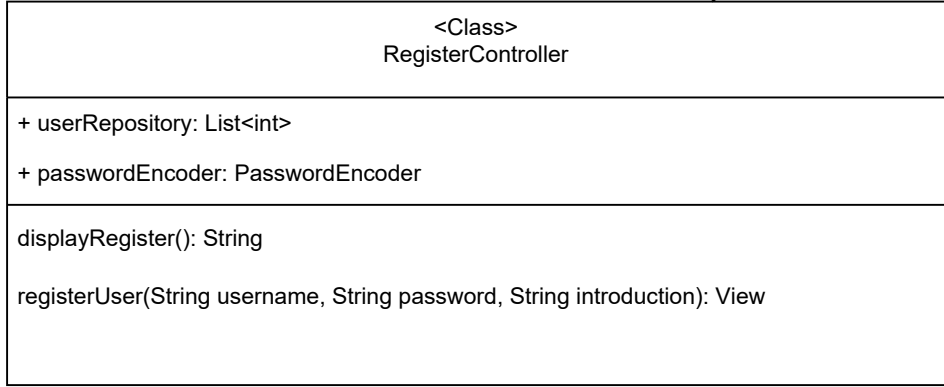 <Class>
RegisterController
+ userRepository: List<int>
+ passwordEncoder: PasswordEncoder
displayRegister(): String
registerUser(String username, String password, String introduction): View